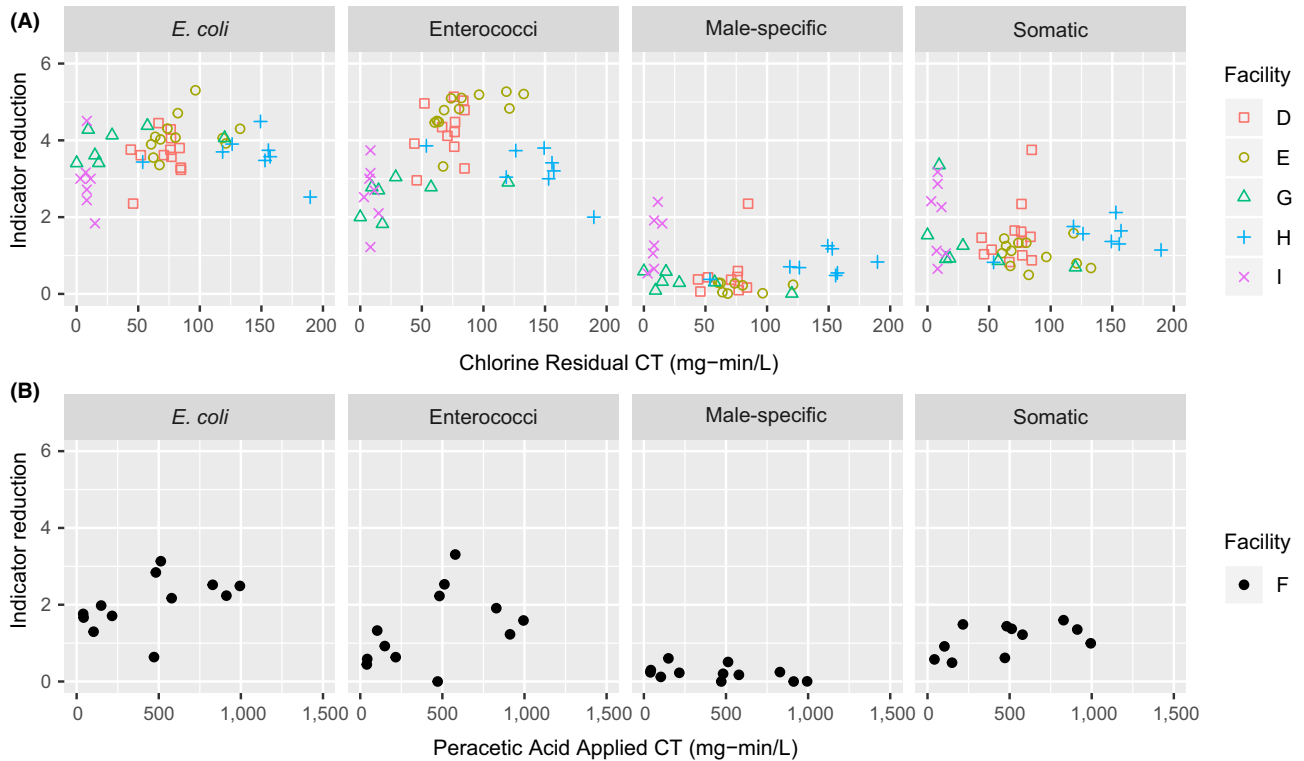 (A)
E. coli Enterococci Male-specific Somatic
Indicator reduction
6
4
2
0
0 50 100 150 200 0 50 100 150 200 0 50 100 150 200 0 50 100 150 200
Chlorine Residual CT (mg−min/L)
Facility
D
E
G
H
I
(B)
E. coli Enterococci Male-specific Somatic
Indicator reduction
6
4
2
0
0 500 1,000 1,500 0 500 1,000 1,500 0 500 1,000 1,500 0 500 1,000 1,500
Peracetic Acid Applied CT (mg−min/L)
Facility
F